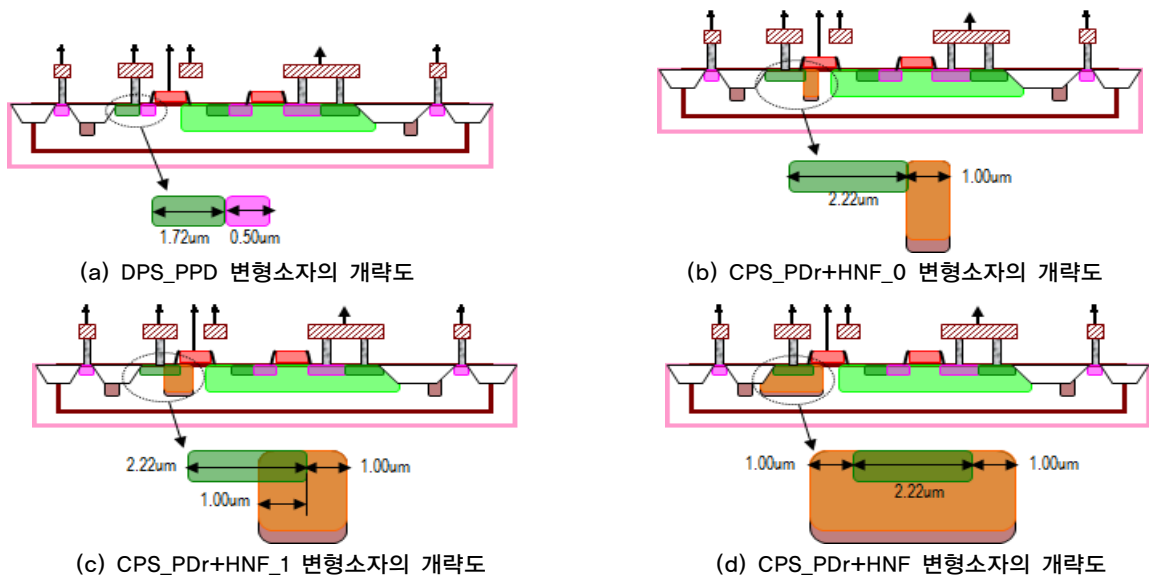 1.72um 0.50um
(a) DPS_PPD 변형소자의 개략도
1.00um
2.22um
(b) CPS_PDr+HNF_0 변형소자의 개략도
2.22um 1.00um
1.00um
(c) CPS_PDr+HNF_1 변형소자의 개략도
1.00um 1.00um
2.22um
(d) CPS_PDr+HNF 변형소자의 개략도